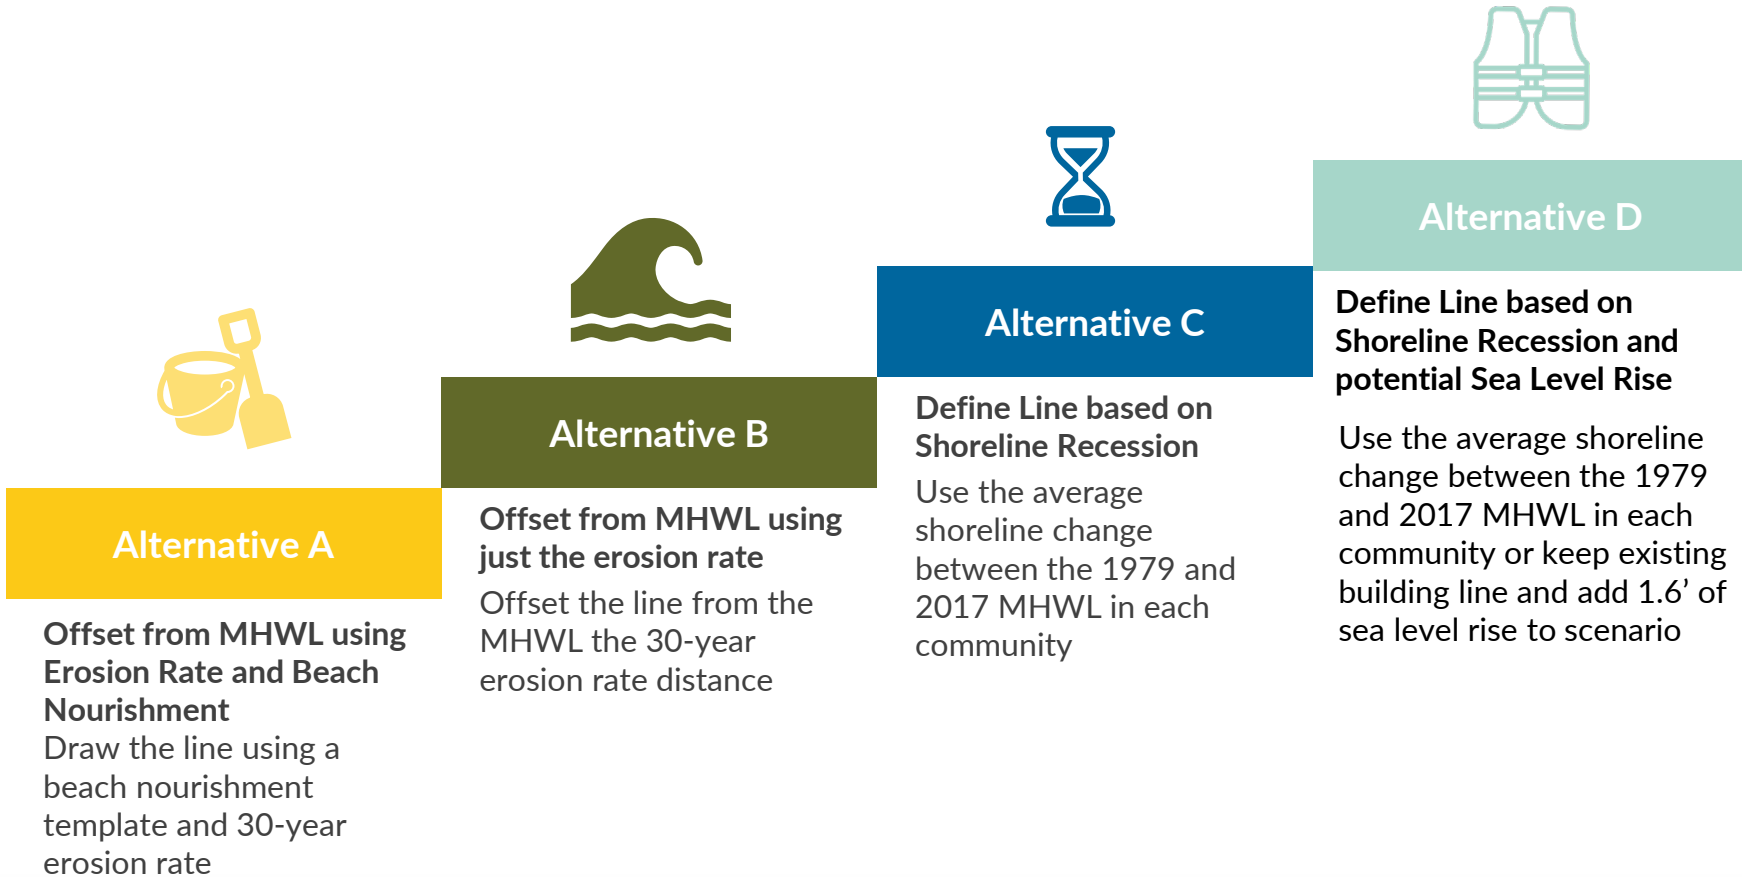 Alternative A
Offset from MHWL using
Erosion Rate and Beach
Nourishment
Draw the line using a
beach nourishment
template and 30-year
erosion rate
Alternative B
Offset from MHWL using
just the erosion rate
Offset the line from the
MHWL the 30-year
erosion rate distance
Alternative C
Define Line based on
Shoreline Recession
Use the average
shoreline change
between the 1979 and
2017 MHWL in each
community
Alternative D
Define Line based on
Shoreline Recession and
potential Sea Level Rise
Use the average shoreline
change between the 1979
and 2017 MHWL in each
community or keep existing
building line and add 1.6’ of
sea level rise to scenario